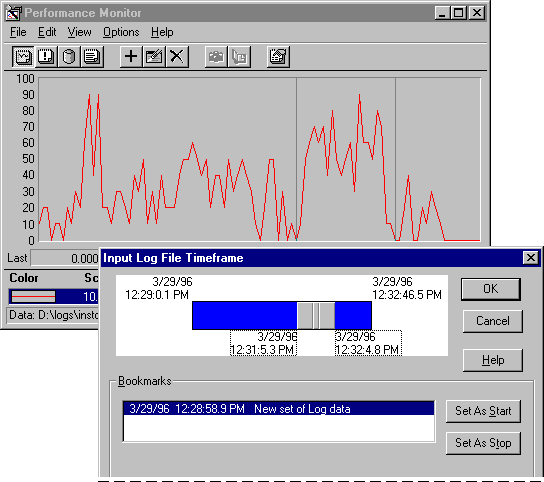 Performance Monitor
File Edit View Options Help
100
90
80
70
60
50
40
30
20
10
0
Last 0.000
Color
10.
Data: D:\logs\insto
Input Log File Timeframe
3/29/96
12:29:0.1 PM
3/29/96
12:32:46.5 PM
3/29/96
12:31:5.3 PM
3/29/96
12:32:4.8 PM
OK
Cancel
Help
Bookmarks
3/29/96 12:28:58.9 PM New set of Log data
Set As Start
Set As Stop